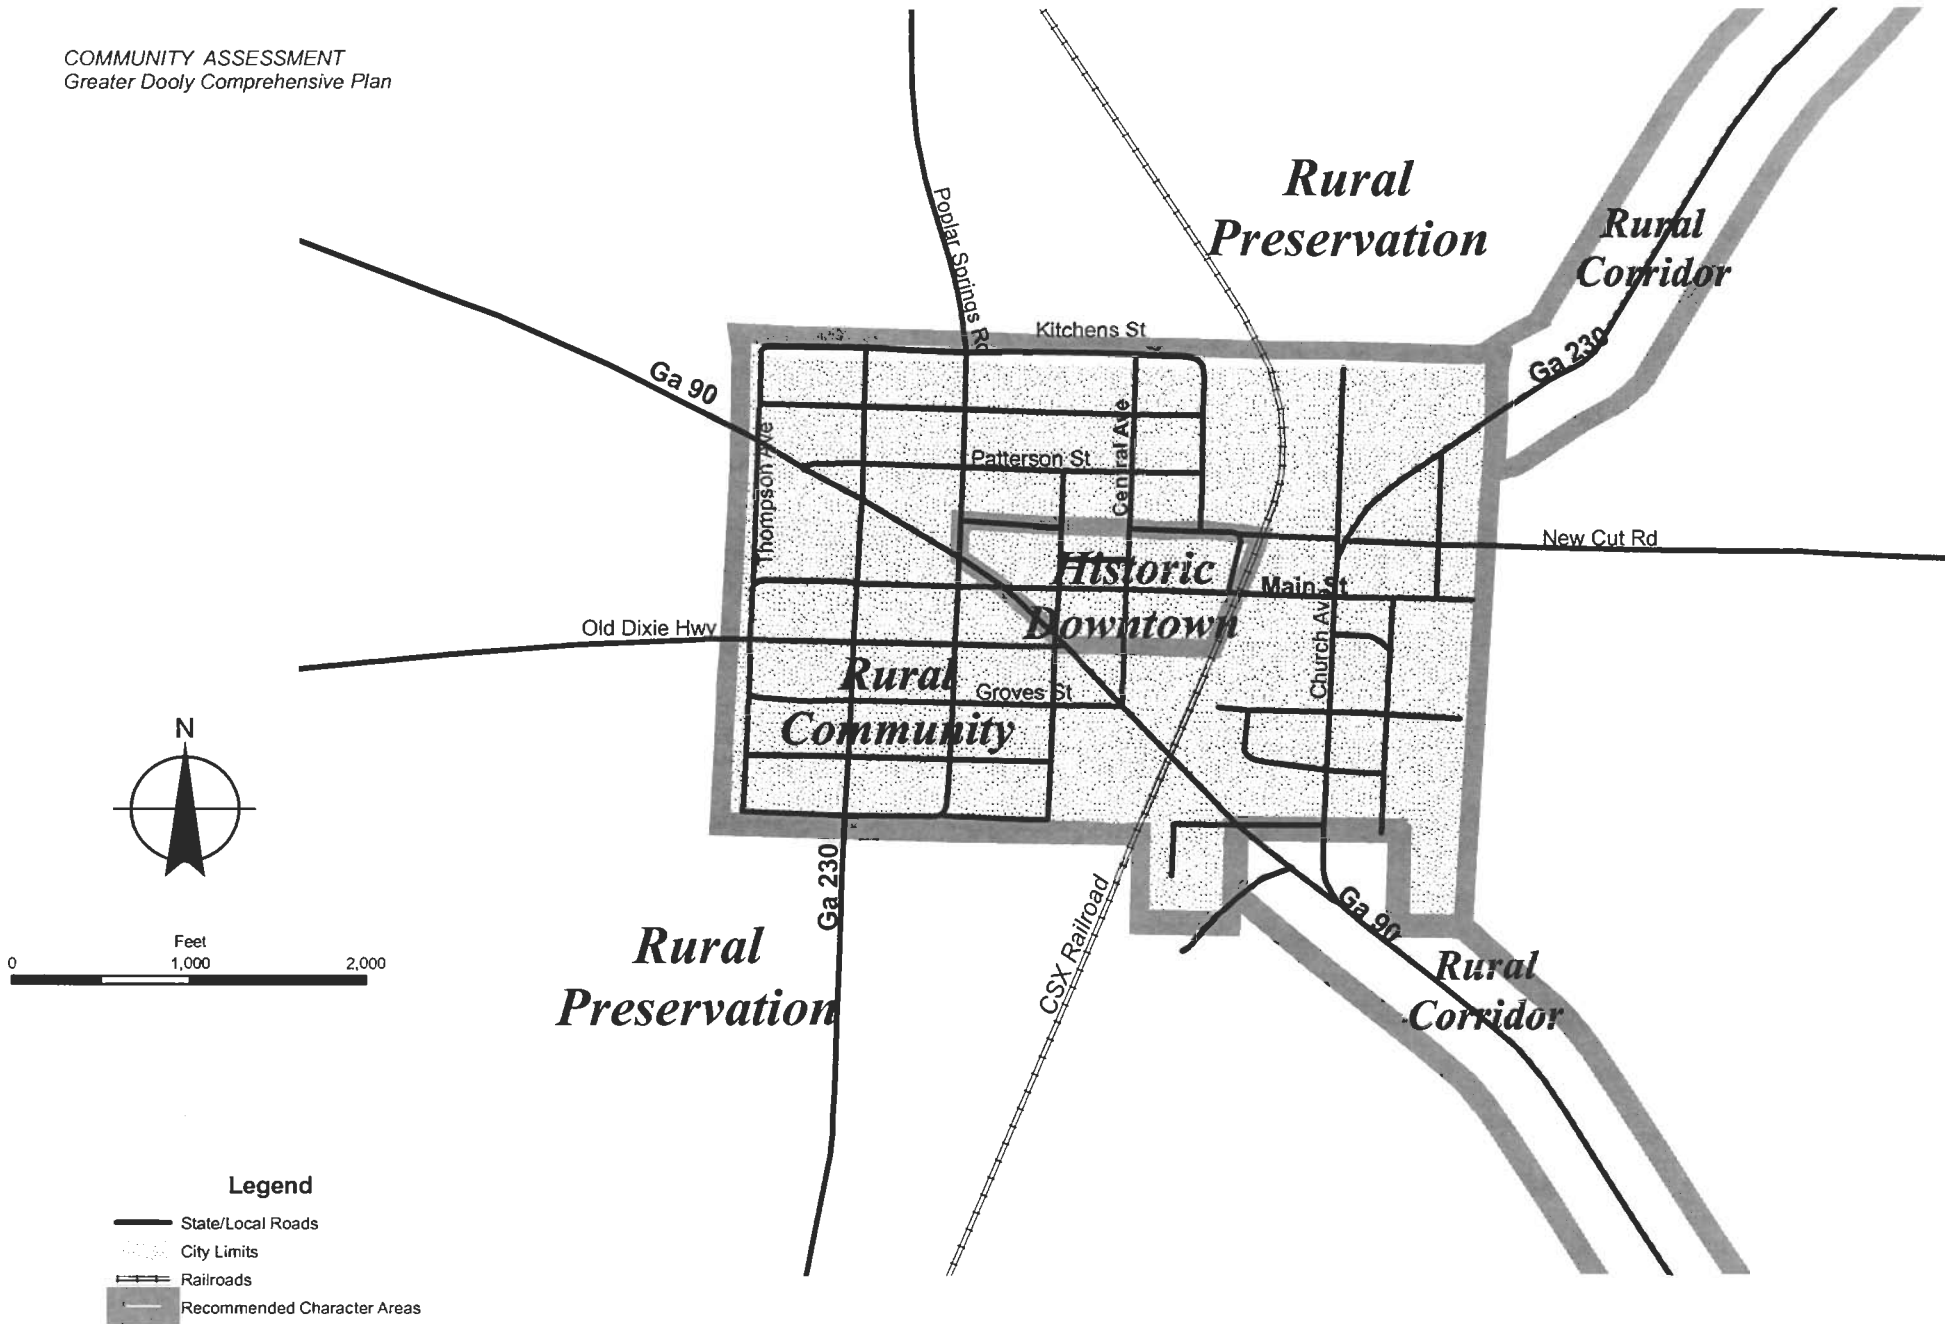 COMMUNITY ASSESSMENT
Greater Dooly Comprehensive Plan
Rural
Preservation
Rural
Corridor
Poplar Springs Rd
Kitchens St
Ga 230
Ga 90
Thompson Ave
Patterson St
Central Ave
New Cut Rd
Historic
Downtown
Main St
Church Ave
Old Dixie Hwy
Rural
Community
Groves St
N
Ga 230
CSX Railroad
Ga 90
Rural
Preservation
Rural
Corridor
Feet
0 1,000 2,000
Legend
State/Local Roads
City Limits
Railroads
Recommended Character Areas